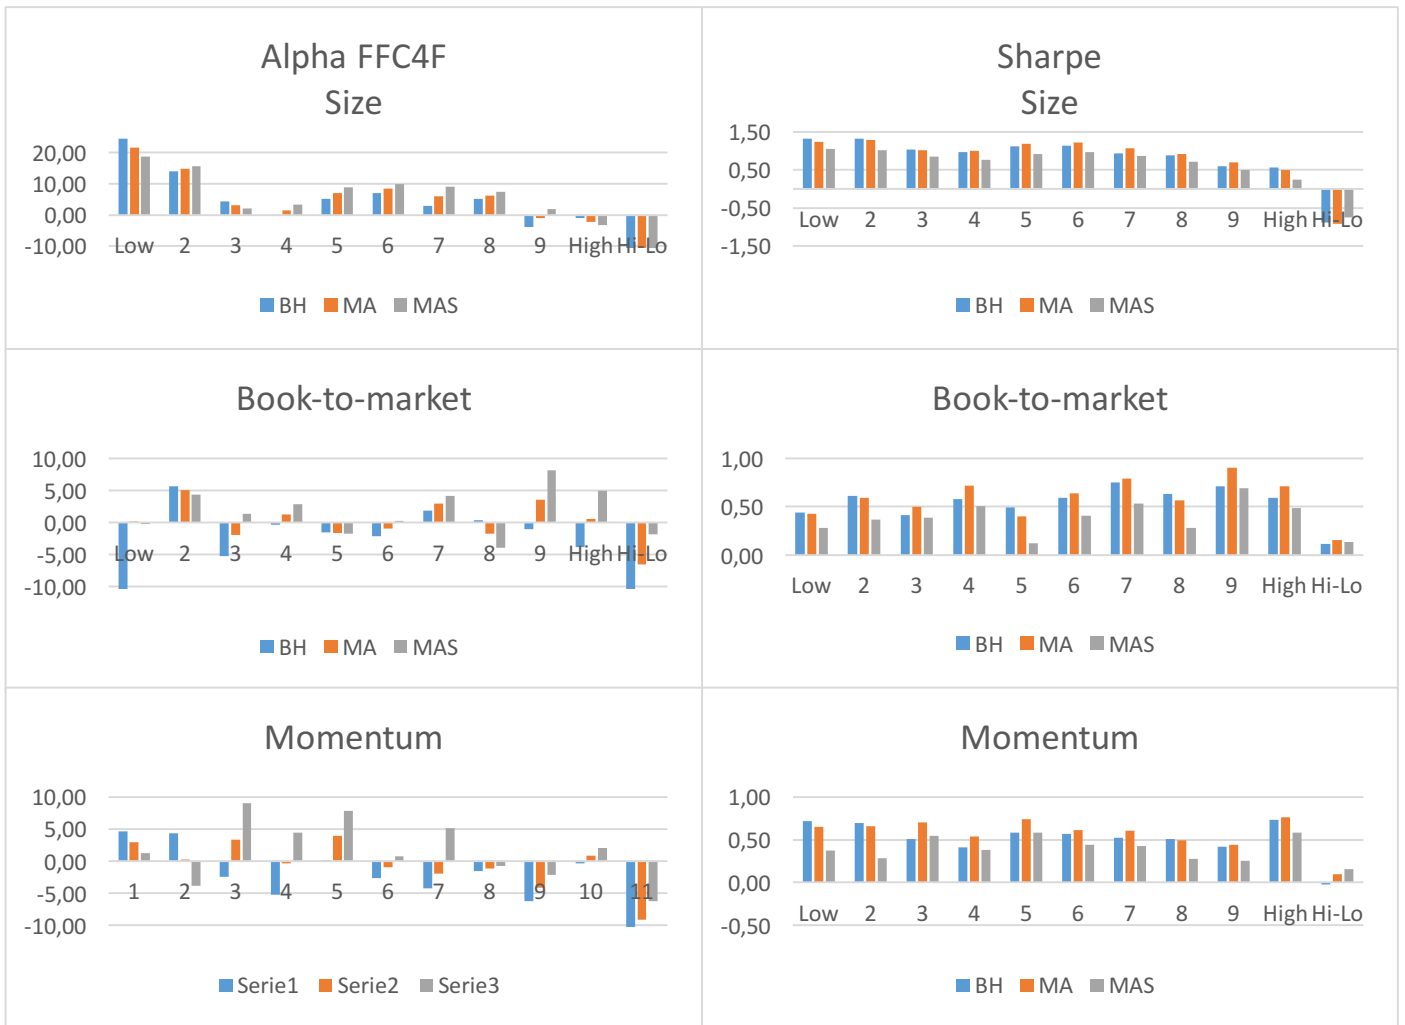 Alpha FFC4F
Size
20,00
10,00
0,00
-10,00
Low 2 3 4 5 6 7 8 9 High Hi-Lo
BH MA MAS
Sharpe
Size
1,50
0,50
-0,50
-1,50
Low 2 3 4 5 6 7 8 9 High Hi-Lo
BH MA MAS
Book-to-market
10,00
5,00
0,00
-5,00
-10,00
Low 2 3 4 5 6 7 8 9 High Hi-Lo
BH MA MAS
Book-to-market
1,00
0,50
0,00
Low 2 3 4 5 6 7 8 9 High Hi-Lo
BH MA MAS
Momentum
10,00
5,00
0,00
-5,00
-10,00
1 2 3 4 5 6 7 8 9 10 11
Serie1 Serie2 Serie3
Momentum
1,00
0,50
0,00
-0,50
Low 2 3 4 5 6 7 8 9 High Hi-Lo
BH MA MAS